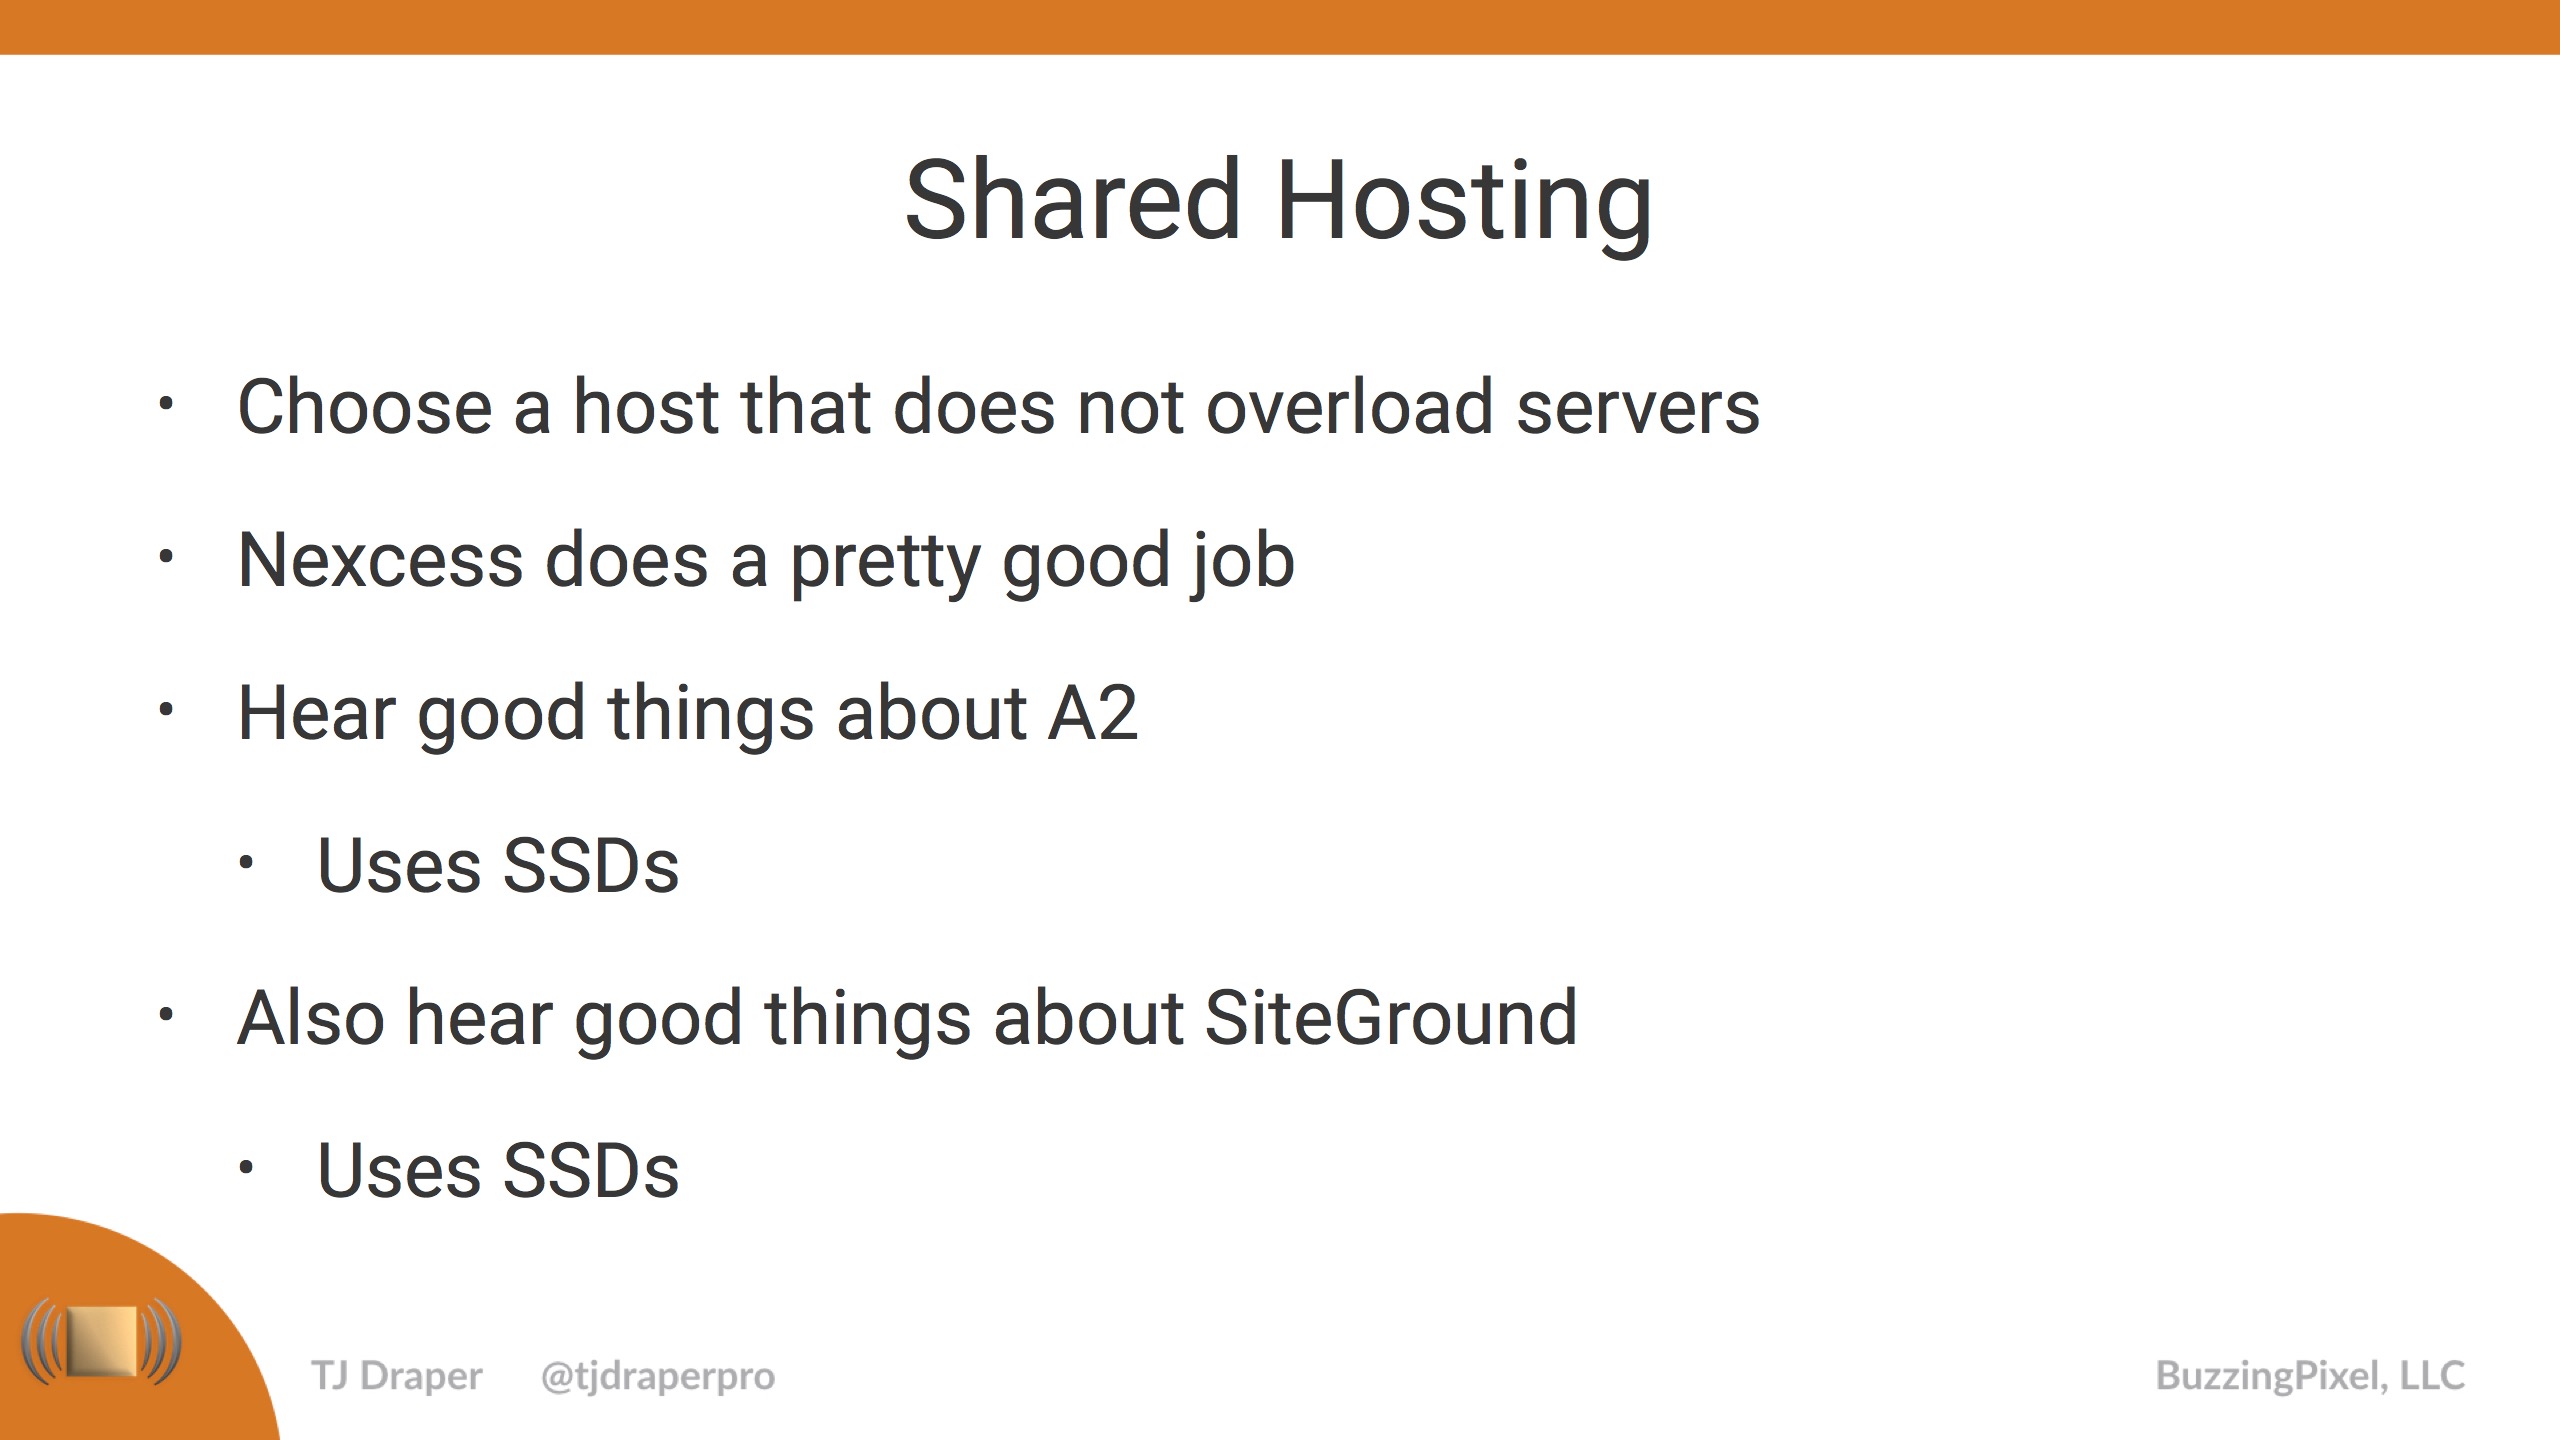 Shared Hosting
• Choose a host that does not overload servers
• Nexcess does a pretty good job
• Hear good things about A2
• Uses SSDs
• Also hear good things about SiteGround
• Uses SSDs
TJ Draper @tjdraperpro BuzzingPixel, LLC